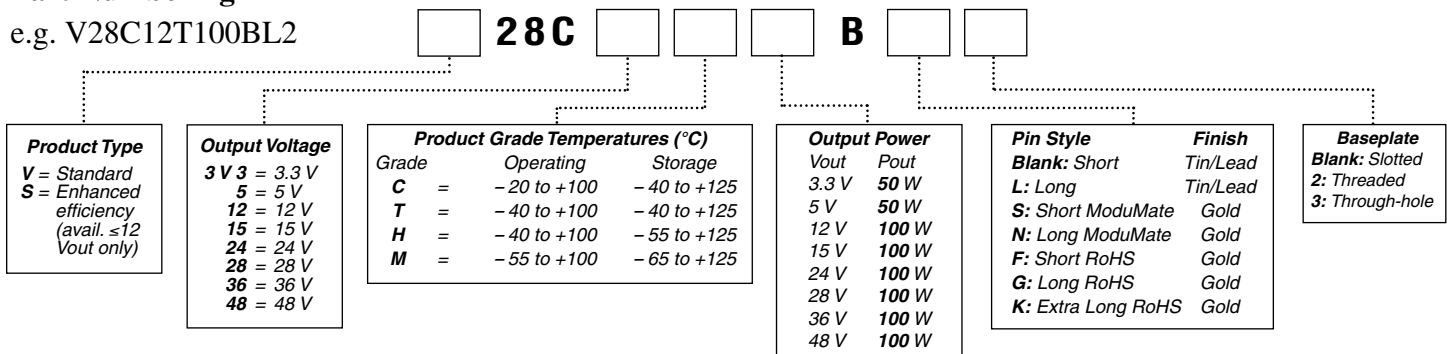 e.g. V28C12T100BL2
28C B
Product Type
V = Standard
S = Enhanced
efficiency
(avail. ≤12
Vout only)
Output Voltage
3 V 3 = 3.3 V
5 = 5 V
12 = 12 V
15 = 15 V
24 = 24 V
28 = 28 V
36 = 36 V
48 = 48 V
Product Grade Temperatures (°C)
Grade Operating Storage
C = – 20 to +100 – 40 to +125
T = – 40 to +100 – 40 to +125
H = – 40 to +100 – 55 to +125
M = – 55 to +100 – 65 to +125
Output Power
Vout Pout
3.3 V 50 W
5 V 50 W
12 V 100 W
15 V 100 W
24 V 100 W
28 V 100 W
36 V 100 W
48 V 100 W
Pin Style Finish
Blank: Short Tin/Lead
L: Long Tin/Lead
S: Short ModuMate Gold
N: Long ModuMate Gold
F: Short RoHS Gold
G: Long RoHS Gold
K: Extra Long RoHS Gold
Baseplate
Blank: Slotted
2: Threaded
3: Through-hole